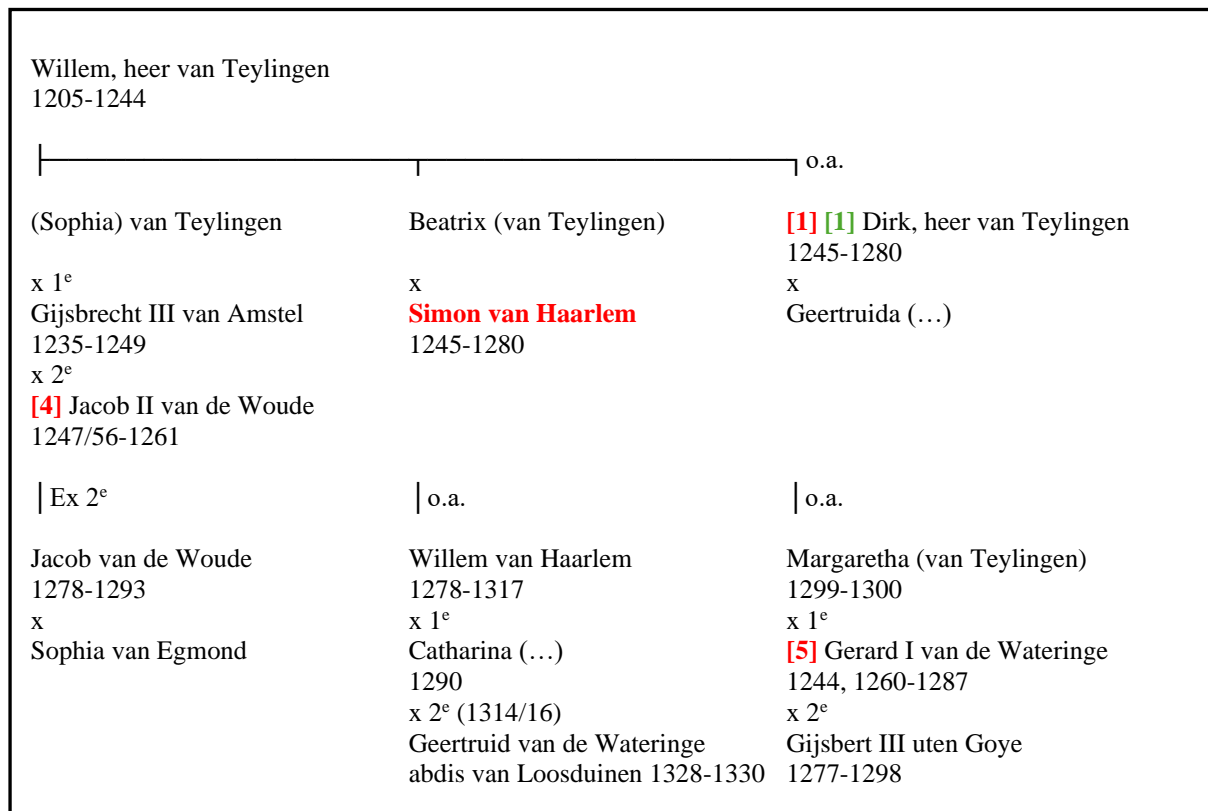 Willem, heer van Teylingen
1205-1244
o.a.
(Sophia) van Teylingen
x 1e
Gijsbrecht III van Amstel
1235-1249
x 2e
[4] Jacob II van de Woude
1247/56-1261
Beatrix (van Teylingen)
x
Simon van Haarlem
1245-1280
[1] [1] Dirk, heer van Teylingen
1245-1280
x
Geertruida (…)
Ex 2e
Jacob van de Woude
1278-1293
x
Sophia van Egmond
o.a.
Willem van Haarlem
1278-1317
x 1e
Catharina (…)
1290
x 2e (1314/16)
Geertruid van de Wateringe
abdis van Loosduinen 1328-1330
o.a.
Margaretha (van Teylingen)
1299-1300
x 1e
[5] Gerard I van de Wateringe
1244, 1260-1287
x 2e
Gijsbert III uten Goye
1277-1298